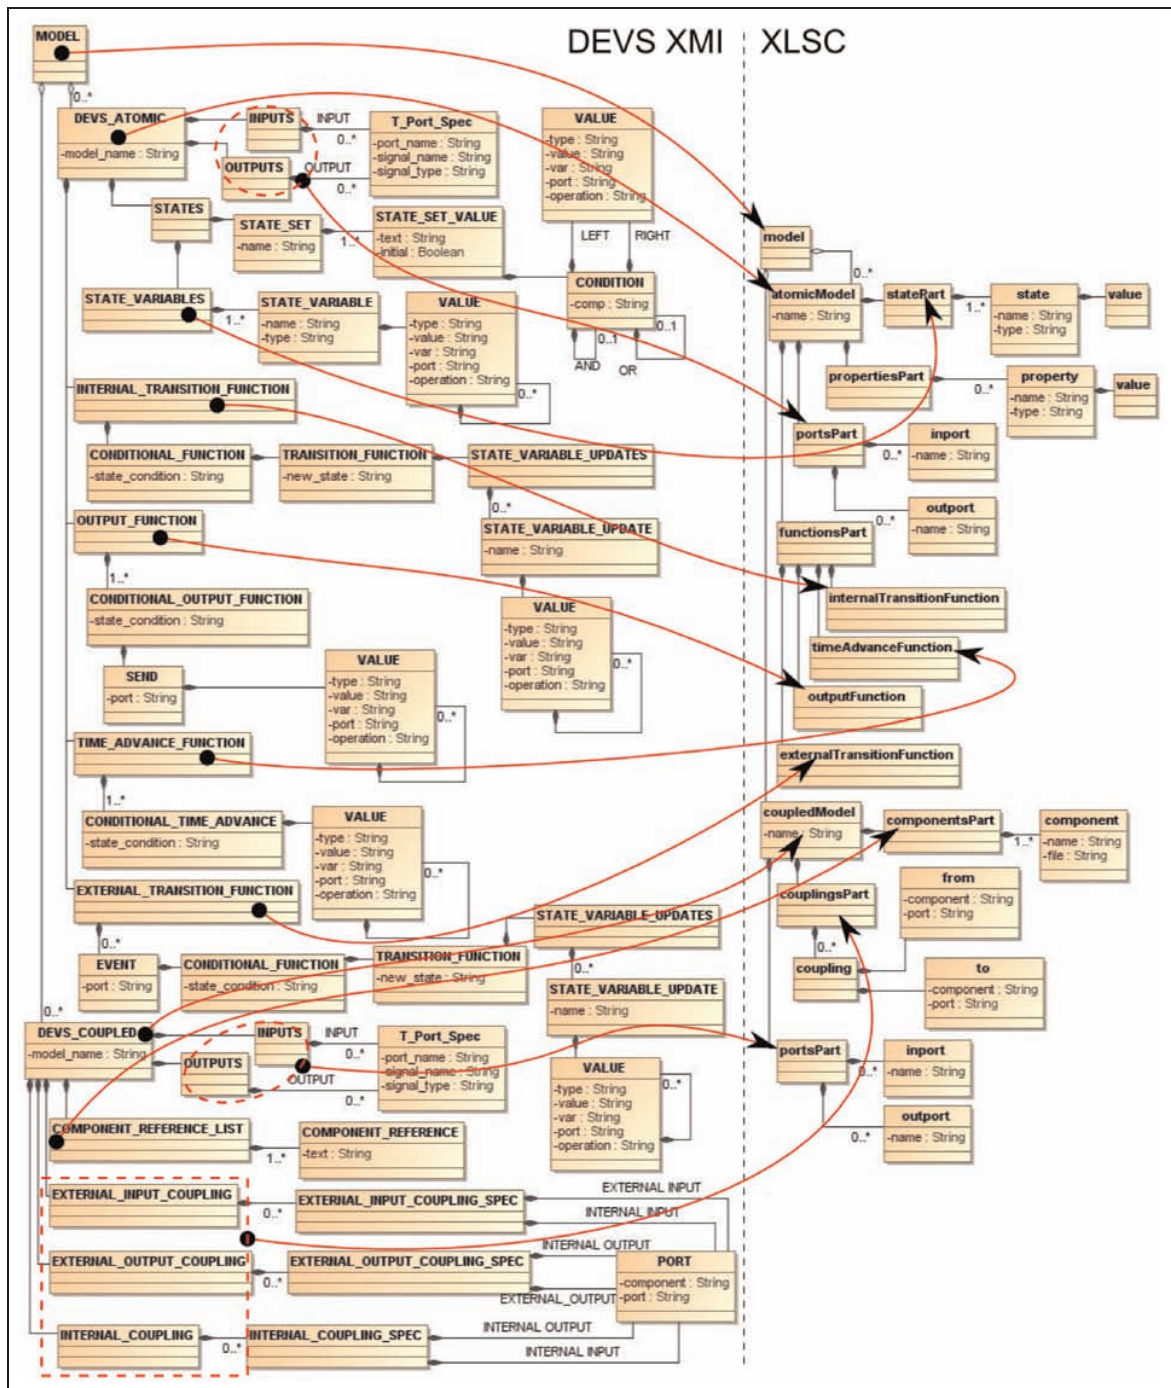 DEVS XMI
XLSC
MODEL
0..*
DEVS_ATOMIC
-model_name : String
INPUTS
INPUT
0..*
OUTPUTS
OUTPUT
0..*
T_Port_Spec
-port_name : String
-signal_name : String
-signal_type : String
VALUE
-type : String
-value : String
-var : String
-port : String
-operation : String
LEFT
RIGHT
STATES
STATE_SET
-name : String
1..*
STATE_SET_VALUE
-text : String
-initial : Boolean
CONDITION
-comp : String
0..1
0..1
AND
OR
STATE_VARIABLES
1..*
STATE_VARIABLE
-name : String
-type : String
VALUE
-type : String
-value : String
-var : String
-port : String
-operation : String
0..*
INTERNAL_TRANSITION_FUNCTION
CONDITIONAL_FUNCTION
-state_condition : String
TRANSITION_FUNCTION
-new_state : String
STATE_VARIABLE_UPDATES
0..*
STATE_VARIABLE_UPDATE
-name : String
VALUE
-type : String
-value : String
-var : String
-port : String
-operation : String
0..*
OUTPUT_FUNCTION
1..*
CONDITIONAL_OUTPUT_FUNCTION
-state_condition : String
SEND
-port : String
VALUE
-type : String
-value : String
-var : String
-port : String
-operation : String
0..*
TIME_ADVANCE_FUNCTION
1..*
CONDITIONAL_TIME_ADVANCE
-state_condition : String
VALUE
-type : String
-value : String
-var : String
-port : String
-operation : String
0..*
EXTERNAL_TRANSITION_FUNCTION
0..*
EVENT
-port : String
CONDITIONAL_FUNCTION
-state_condition : String
TRANSITION_FUNCTION
-new_state : String
STATE_VARIABLE_UPDATES
0..*
STATE_VARIABLE_UPDATE
-name : String
VALUE
-type : String
-value : String
-var : String
-port : String
-operation : String
0..*
0..*
DEVS_COUPLED
-model_name : String
INPUTS
INPUT
0..*
OUTPUTS
OUTPUT
0..*
T_Port_Spec
-port_name : String
-signal_name : String
-signal_type : String
COMPONENT_REFERENCE_LIST
1..*
COMPONENT_REFERENCE
-text : String
EXTERNAL_INPUT_COUPLING
0..*
EXTERNAL_INPUT_COUPLING_SPEC
EXTERNAL INPUT
INTERNAL INPUT
EXTERNAL_OUTPUT_COUPLING
0..*
EXTERNAL_OUTPUT_COUPLING_SPEC
INTERNAL OUTPUT
EXTERNAL_OUTPUT
PORT
-component : String
-port : String
INTERNAL_COUPLING
0..*
INTERNAL_COUPLING_SPEC
INTERNAL OUTPUT
INTERNAL INPUT
model
0..*
atomicModel
-name : String
statePart
1..*
state
-name : String
-type : String
value
propertiesPart
0..*
property
-name : String
-type : String
value
portsPart
0..*
inport
-name : String
0..*
outport
-name : String
functionsPart
internalTransitionFunction
timeAdvanceFunction
outputFunction
externalTransitionFunction
coupledModel
-name : String
componentsPart
1..*
component
-name : String
-file : String
couplingsPart
0..*
coupling
from
-component : String
-port : String
to
-component : String
-port : String
portsPart
0..*
inport
-name : String
0..*
outport
-name : String